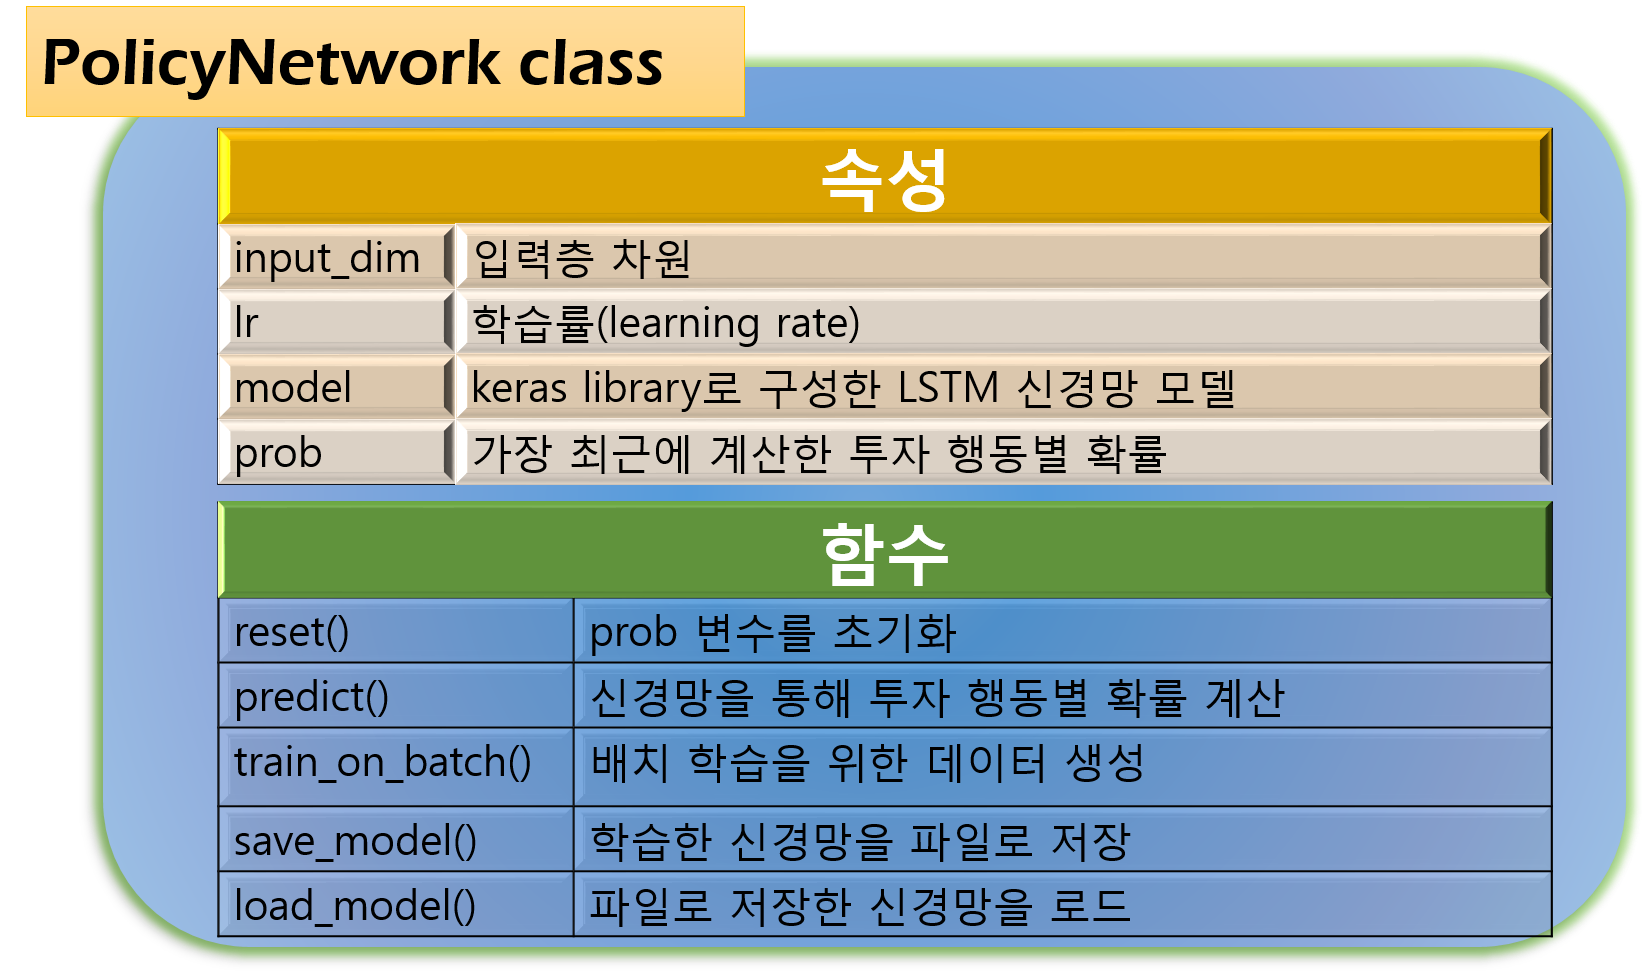 PolicyNetwork class
속성
input_dim 입력층 차원
lr 학습률(learning rate)
model keras library로 구성한 LSTM 신경망 모델
prob 가장 최근에 계산한 투자 행동별 확률
함수
reset() prob 변수를 초기화
predict() 신경망을 통해 투자 행동별 확률 계산
train_on_batch() 배치 학습을 위한 데이터 생성
save_model() 학습한 신경망을 파일로 저장
load_model() 파일로 저장한 신경망을 로드